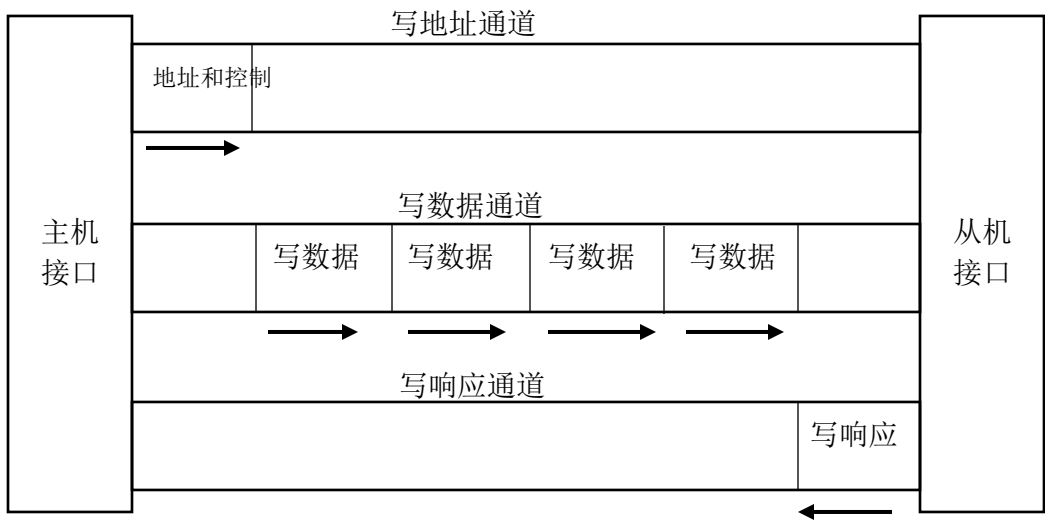 写地址通道
地址和控制
写数据通道
主机
接口
写数据
写数据
写数据
写数据
从机
接口
写响应通道
写响应